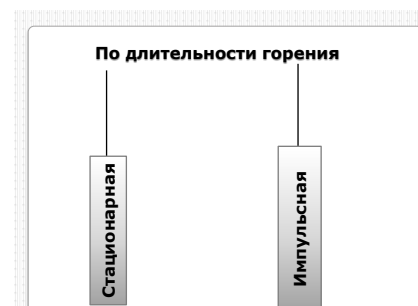 По длительности горения
Стационарная
Импульсная